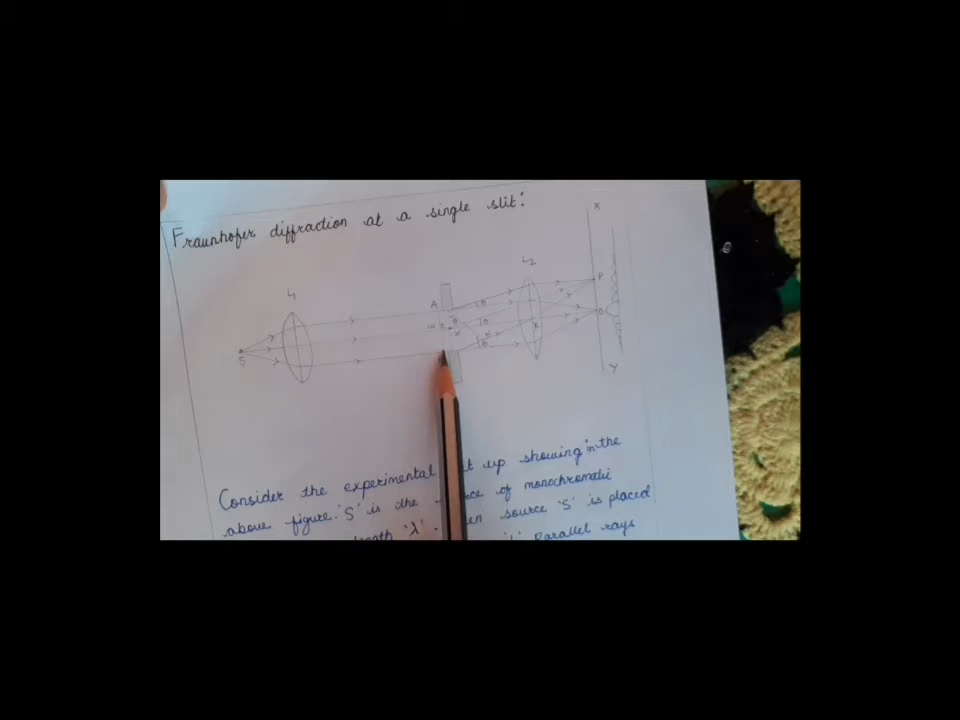 Fraunhofer diffraction at a single slit:
X
L2
L1
P
A
θ
θ
θ
O
K
θ
S
Y
Consider the experimental up showing in the
above figure. 'S' is the of monochromatic
'λ'. source 'S' is placed
'L' Parallel rays